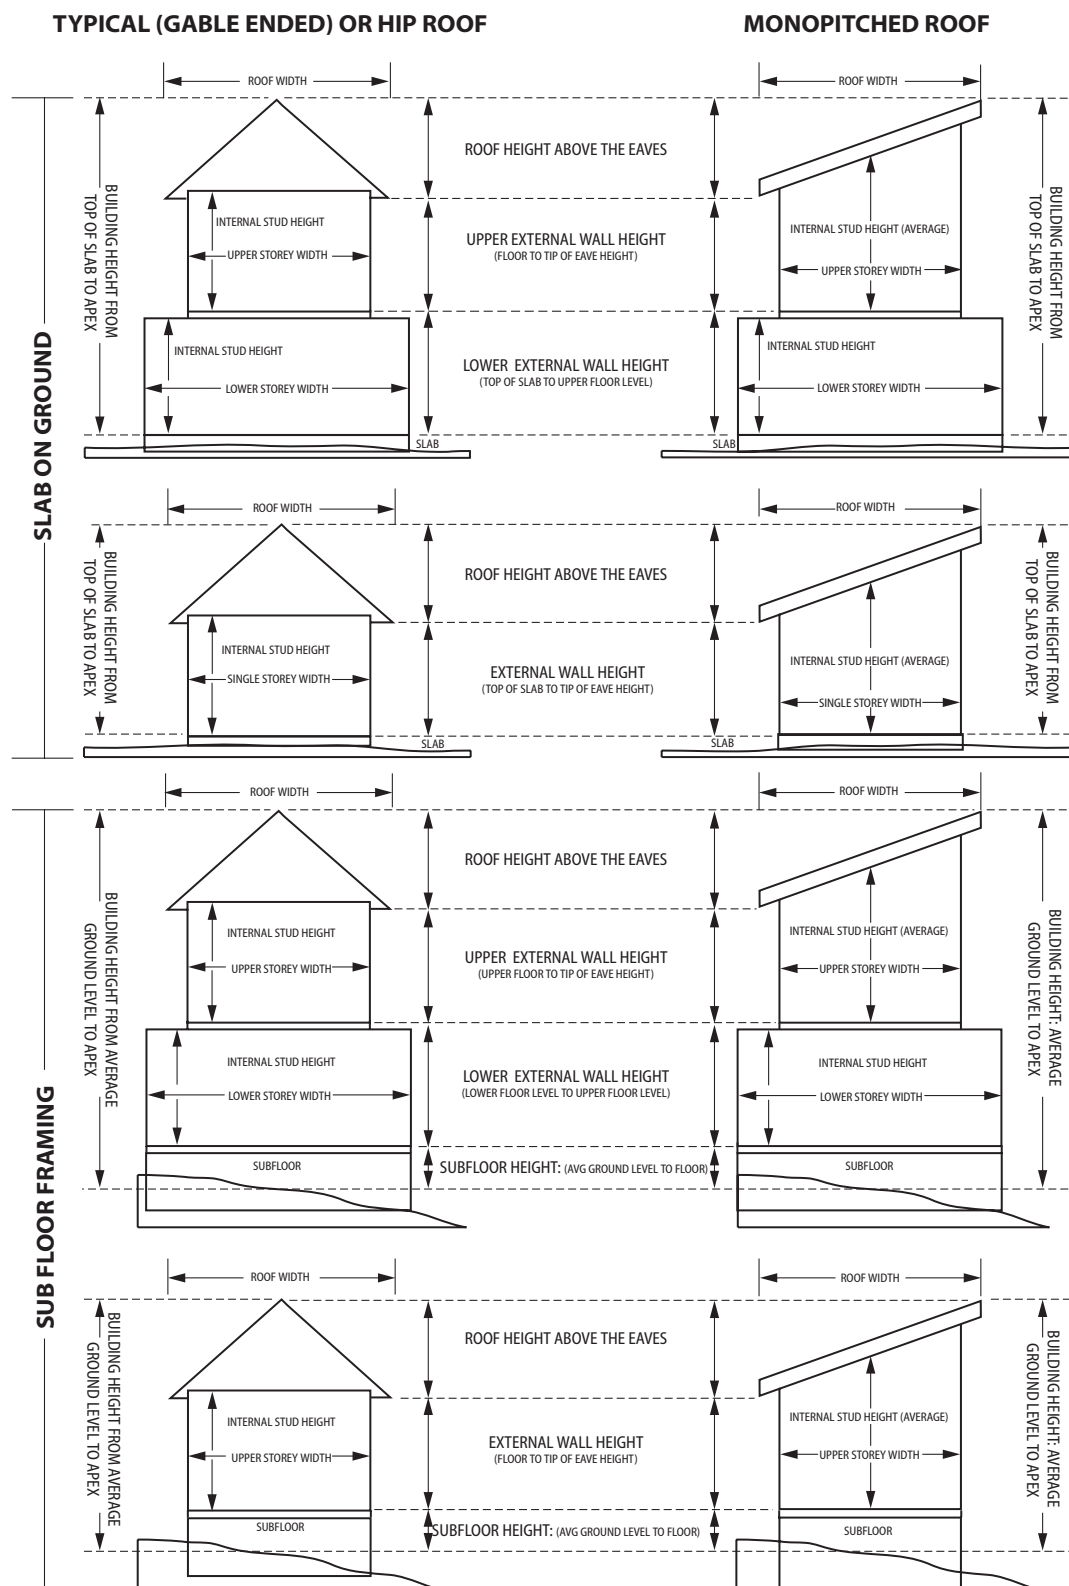 TYPICAL (GABLE ENDED) OR HIP ROOF
MONOPITCHED ROOF
SLAB ON GROUND
ROOF WIDTH
ROOF WIDTH
BUILDING HEIGHT FROM
TOP OF SLAB TO APEX
ROOF HEIGHT ABOVE THE EAVES
INTERNAL STUD HEIGHT
UPPER STOREY WIDTH
UPPER EXTERNAL WALL HEIGHT
(FLOOR TO TIP OF EAVE HEIGHT)
INTERNAL STUD HEIGHT (AVERAGE)
UPPER STOREY WIDTH
BUILDING HEIGHT FROM
TOP OF SLAB TO APEX
INTERNAL STUD HEIGHT
LOWER STOREY WIDTH
LOWER EXTERNAL WALL HEIGHT
(TOP OF SLAB TO UPPER FLOOR LEVEL)
INTERNAL STUD HEIGHT
LOWER STOREY WIDTH
SLAB
SLAB
ROOF WIDTH
ROOF WIDTH
BUILDING HEIGHT FROM
TOP OF SLAB TO APEX
ROOF HEIGHT ABOVE THE EAVES
INTERNAL STUD HEIGHT
SINGLE STOREY WIDTH
EXTERNAL WALL HEIGHT
(TOP OF SLAB TO TIP OF EAVE HEIGHT)
INTERNAL STUD HEIGHT (AVERAGE)
SINGLE STOREY WIDTH
BUILDING HEIGHT FROM
TOP OF SLAB TO APEX
SLAB
SLAB
SUB FLOOR FRAMING
ROOF WIDTH
ROOF WIDTH
BUILDING HEIGHT FROM AVERAGE
GROUND LEVEL TO APEX
ROOF HEIGHT ABOVE THE EAVES
INTERNAL STUD HEIGHT
UPPER STOREY WIDTH
UPPER EXTERNAL WALL HEIGHT
(UPPER FLOOR TO TIP OF EAVE HEIGHT)
INTERNAL STUD HEIGHT (AVERAGE)
UPPER STOREY WIDTH
BUILDING HEIGHT: AVERAGE
GROUND LEVEL TO APEX
INTERNAL STUD HEIGHT
LOWER STOREY WIDTH
LOWER EXTERNAL WALL HEIGHT
(LOWER FLOOR LEVEL TO UPPER FLOOR LEVEL)
INTERNAL STUD HEIGHT
LOWER STOREY WIDTH
SUBFLOOR
SUBFLOOR HEIGHT: (AVG GROUND LEVEL TO FLOOR)
SUBFLOOR
ROOF WIDTH
ROOF WIDTH
BUILDING HEIGHT FROM AVERAGE
GROUND LEVEL TO APEX
ROOF HEIGHT ABOVE THE EAVES
INTERNAL STUD HEIGHT
UPPER STOREY WIDTH
EXTERNAL WALL HEIGHT
(FLOOR TO TIP OF EAVE HEIGHT)
INTERNAL STUD HEIGHT (AVERAGE)
UPPER STOREY WIDTH
BUILDING HEIGHT: AVERAGE
GROUND LEVEL TO APEX
SUBFLOOR
SUBFLOOR HEIGHT: (AVG GROUND LEVEL TO FLOOR)
SUBFLOOR